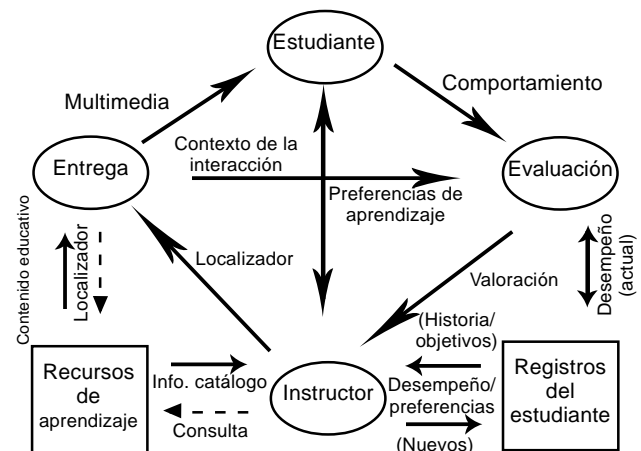 Estudiante
Multimedia
Comportamiento
Entrega
Contexto de la
interacción
Evaluación
Preferencias de
aprendizaje
Contenido educativo
Localizador
Localizador
Valoración
Desempeño
(actual)
(Historia/
objetivos)
Recursos
de
aprendizaje
Info. catálogo
Instructor
Desempeño/
preferencias
Registros
del
estudiante
Consulta
(Nuevos)